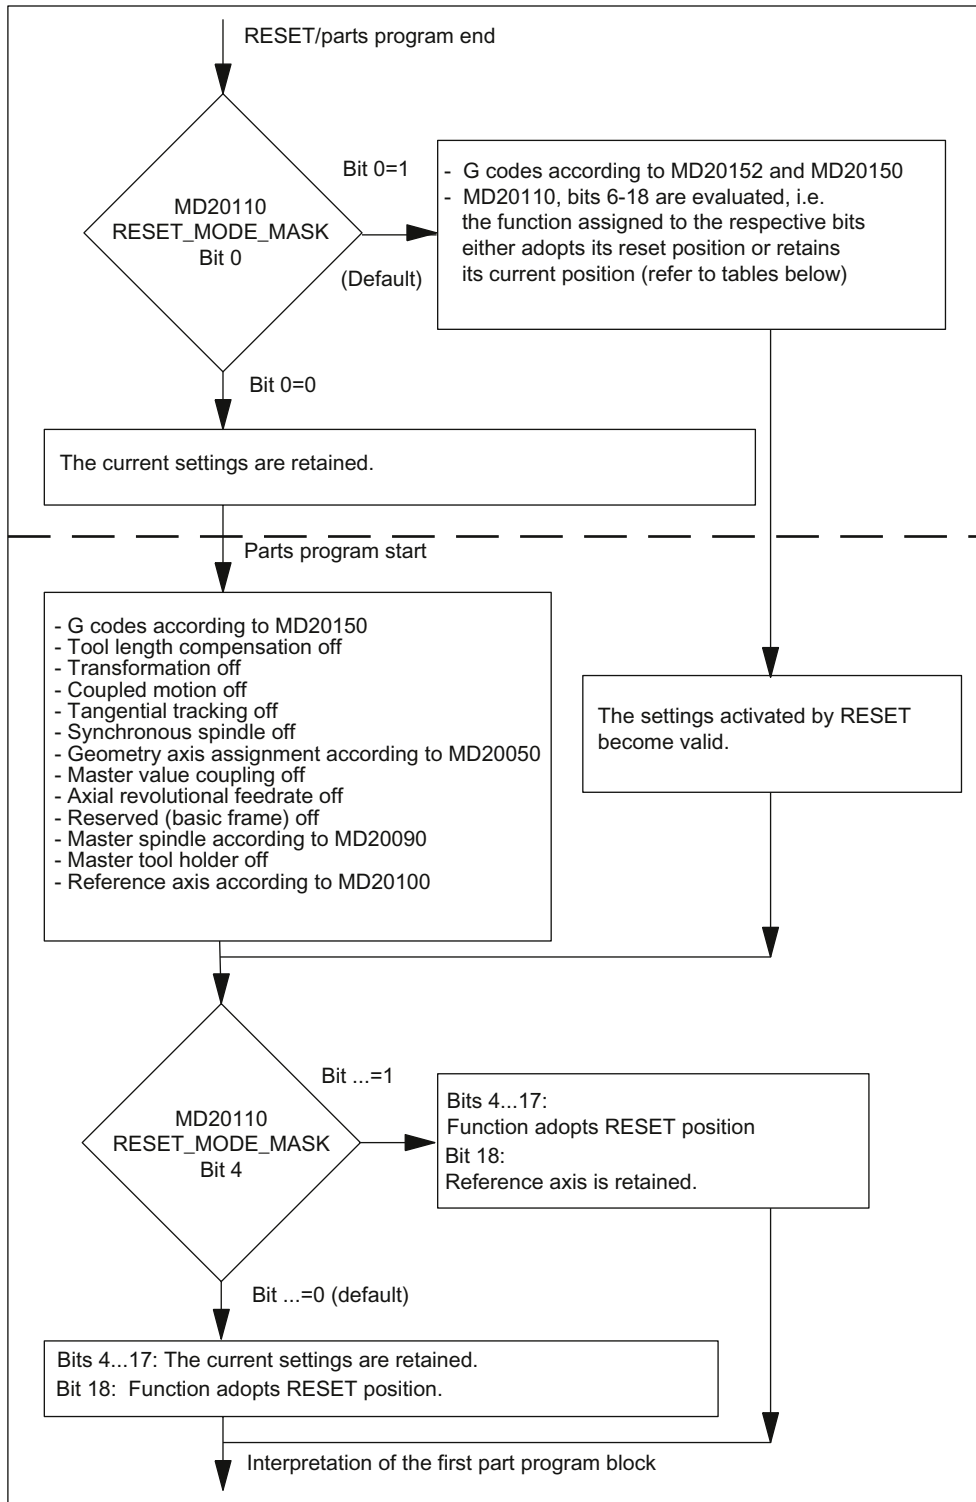 RESET/parts program end
MD20110
RESET_MODE_MASK
Bit 0
Bit 0=1
(Default)
- G codes according to MD20152 and MD20150
- MD20110, bits 6-18 are evaluated, i.e.
the function assigned to the respective bits
either adopts its reset position or retains
its current position (refer to tables below)
Bit 0=0
The current settings are retained.
Parts program start
- G codes according to MD20150
- Tool length compensation off
- Transformation off
- Coupled motion off
- Tangential tracking off
- Synchronous spindle off
- Geometry axis assignment according to MD20050
- Master value coupling off
- Axial revolutional feedrate off
- Reserved (basic frame) off
- Master spindle according to MD20090
- Master tool holder off
- Reference axis according to MD20100
The settings activated by RESET
become valid.
MD20110
RESET_MODE_MASK
Bit 4
Bit ...=1
Bits 4...17:
Function adopts RESET position
Bit 18:
Reference axis is retained.
Bit ...=0 (default)
Bits 4...17: The current settings are retained.
Bit 18: Function adopts RESET position.
Interpretation of the first part program block